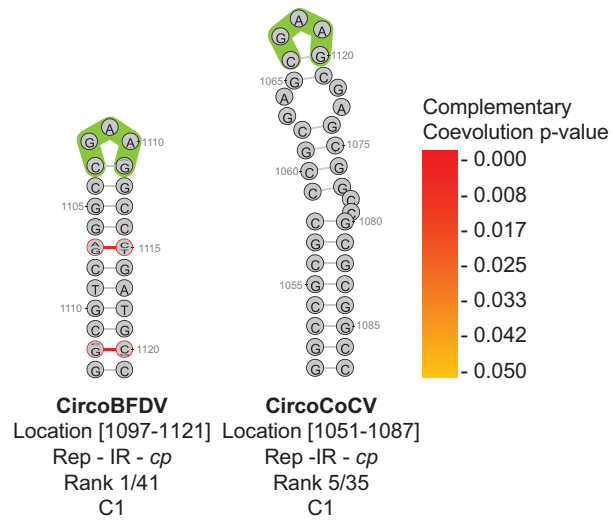 A
G A 1110
C G
C G
1105 G C
G C
1115
C G
T A
1110 G T
C G
G C 1120
G C
A A
G A
C G 1120
1065 G C
A G
G A
C G
G C 1075
1060 C G
C G
C
C
C G 1080
G C
C G
1055 G C
C G
C G 1085
G C
G C
Complementary
Coevolution p-value
- 0.000
- 0.008
- 0.017
- 0.025
- 0.033
- 0.042
- 0.050
CircoBFDV
Location [1097-1121]
Rep - IR - cp
Rank 1/41
C1
CircoCoCV
Location [1051-1087]
Rep -IR - cp
Rank 5/35
C1